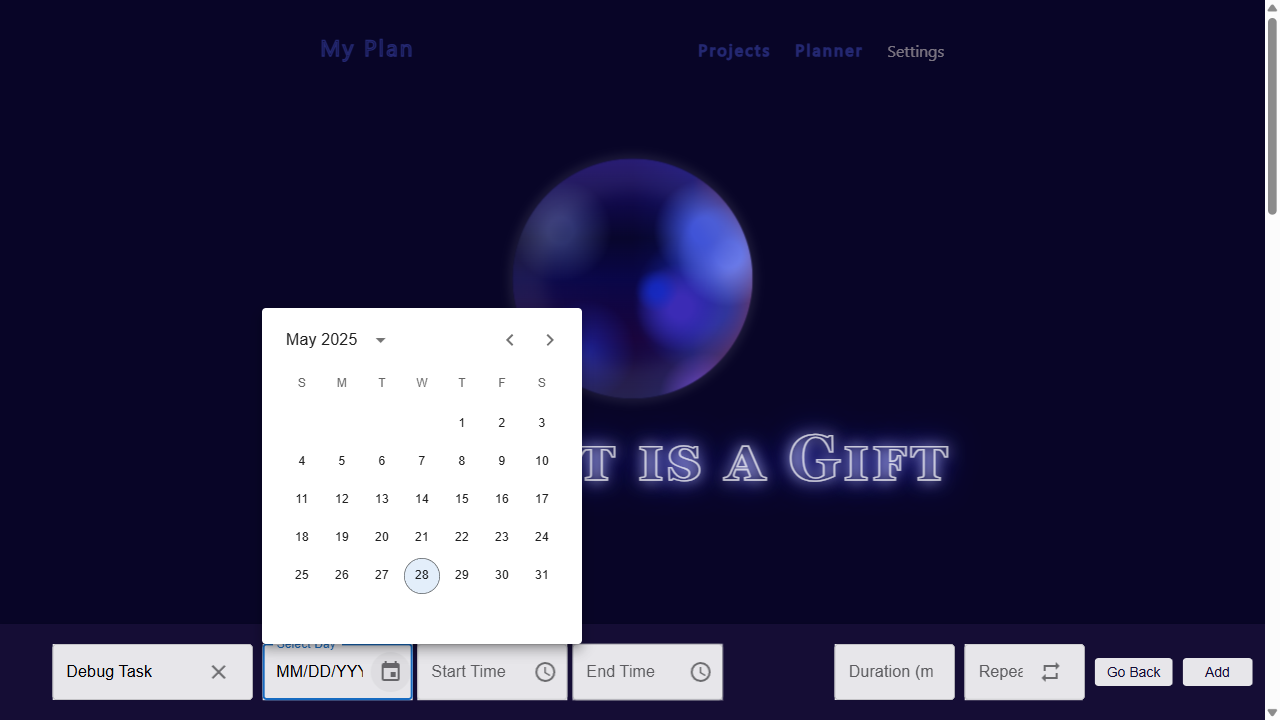 My Plan
Projects Planner Settings
May 2025
S M T W T F S
1 2 3
4 5 6 7 8 9 10
11 12 13 14 15 16 17
18 19 20 21 22 23 24
25 26 27 28 29 30 31
T IS A GIFT
Select Day
Debug Task MM/DD/YYY Start Time End Time Duration (m Repea Go Back Add